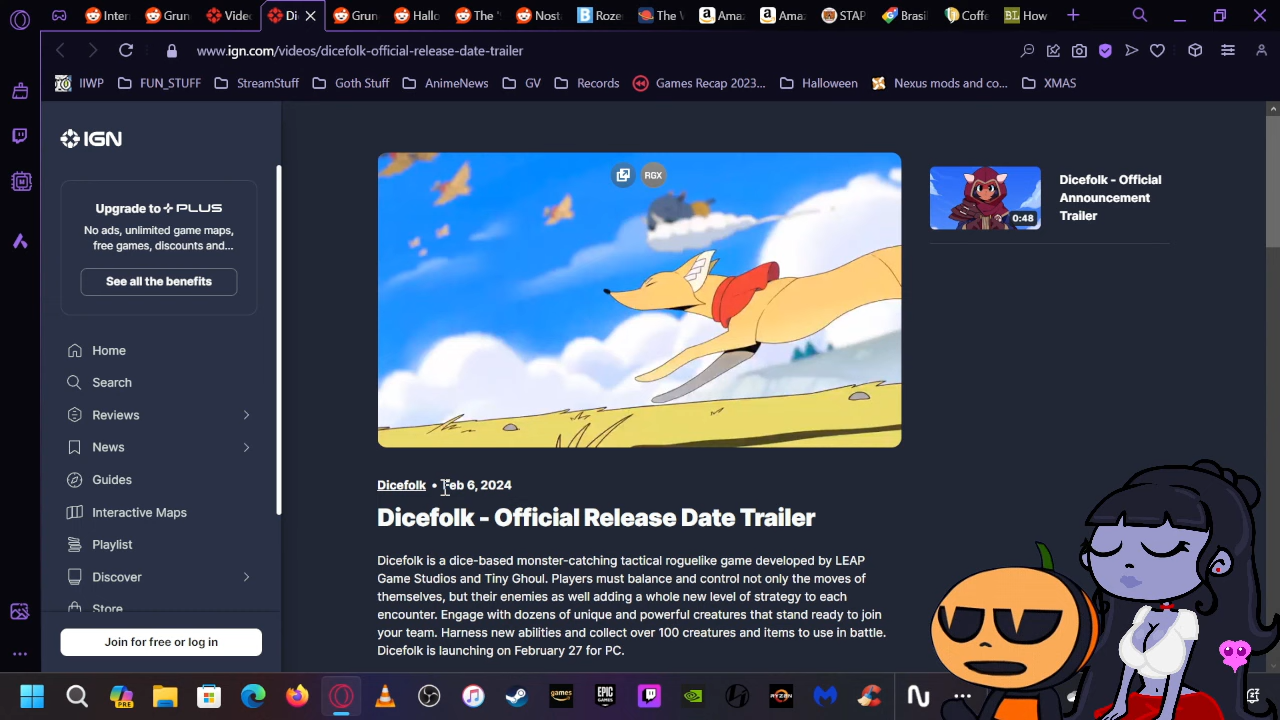 Inter
Grun
Video
Di
Grun
Hallo
The '
Nost
Roze
The V
Ama
Ama
STAP
Brasil
Coff
How
www.ign.com/videos/dicefolk-official-release-date-trailer
IIWP
FUN_STUFF
StreamStuff
Goth Stuff
AnimeNews
GV
Records
Games Recap 2023...
Halloween
Nexus mods and co...
XMAS
IGN
Upgrade to PLUS
No ads, unlimited game maps,
free games, discounts and...
See all the benefits
Home
Search
Reviews
News
Guides
Interactive Maps
Playlist
Discover
Store
Join for free or log in
RGX
0:48
Dicefolk - Official
Announcement
Trailer
Dicefolk • Feb 6, 2024
Dicefolk - Official Release Date Trailer
Dicefolk is a dice-based monster-catching tactical roguelike game developed by LEAP
Game Studios and Tiny Ghoul. Players must balance and control not only the moves of
themselves, but their enemies as well adding a whole new level of strategy to each
encounter. Engage with dozens of unique and powerful creatures that stand ready to join
your team. Harness new abilities and collect over 100 creatures and items to use in battle.
Dicefolk is launching on February 27 for PC.
PRE
games
EPIC
GAMES
RYZEN